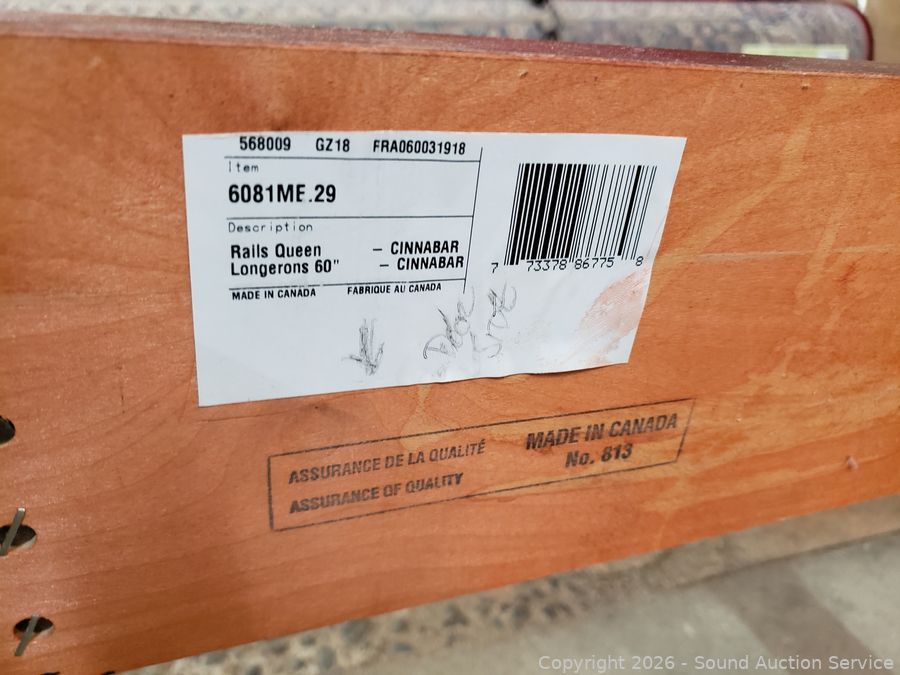 568009 GZ18 FRA060031918
Item
6081ME.29
Description
Rails Queen – CINNABAR
Longerons 60" – CINNABAR
MADE IN CANADA FABRIQUE AU CANADA
7 73378 86775 8
ASSURANCE DE LA QUALITÉ
ASSURANCE OF QUALITY
MADE IN CANADA
No. 813
Copyright © 2026 - Sound Auction Service